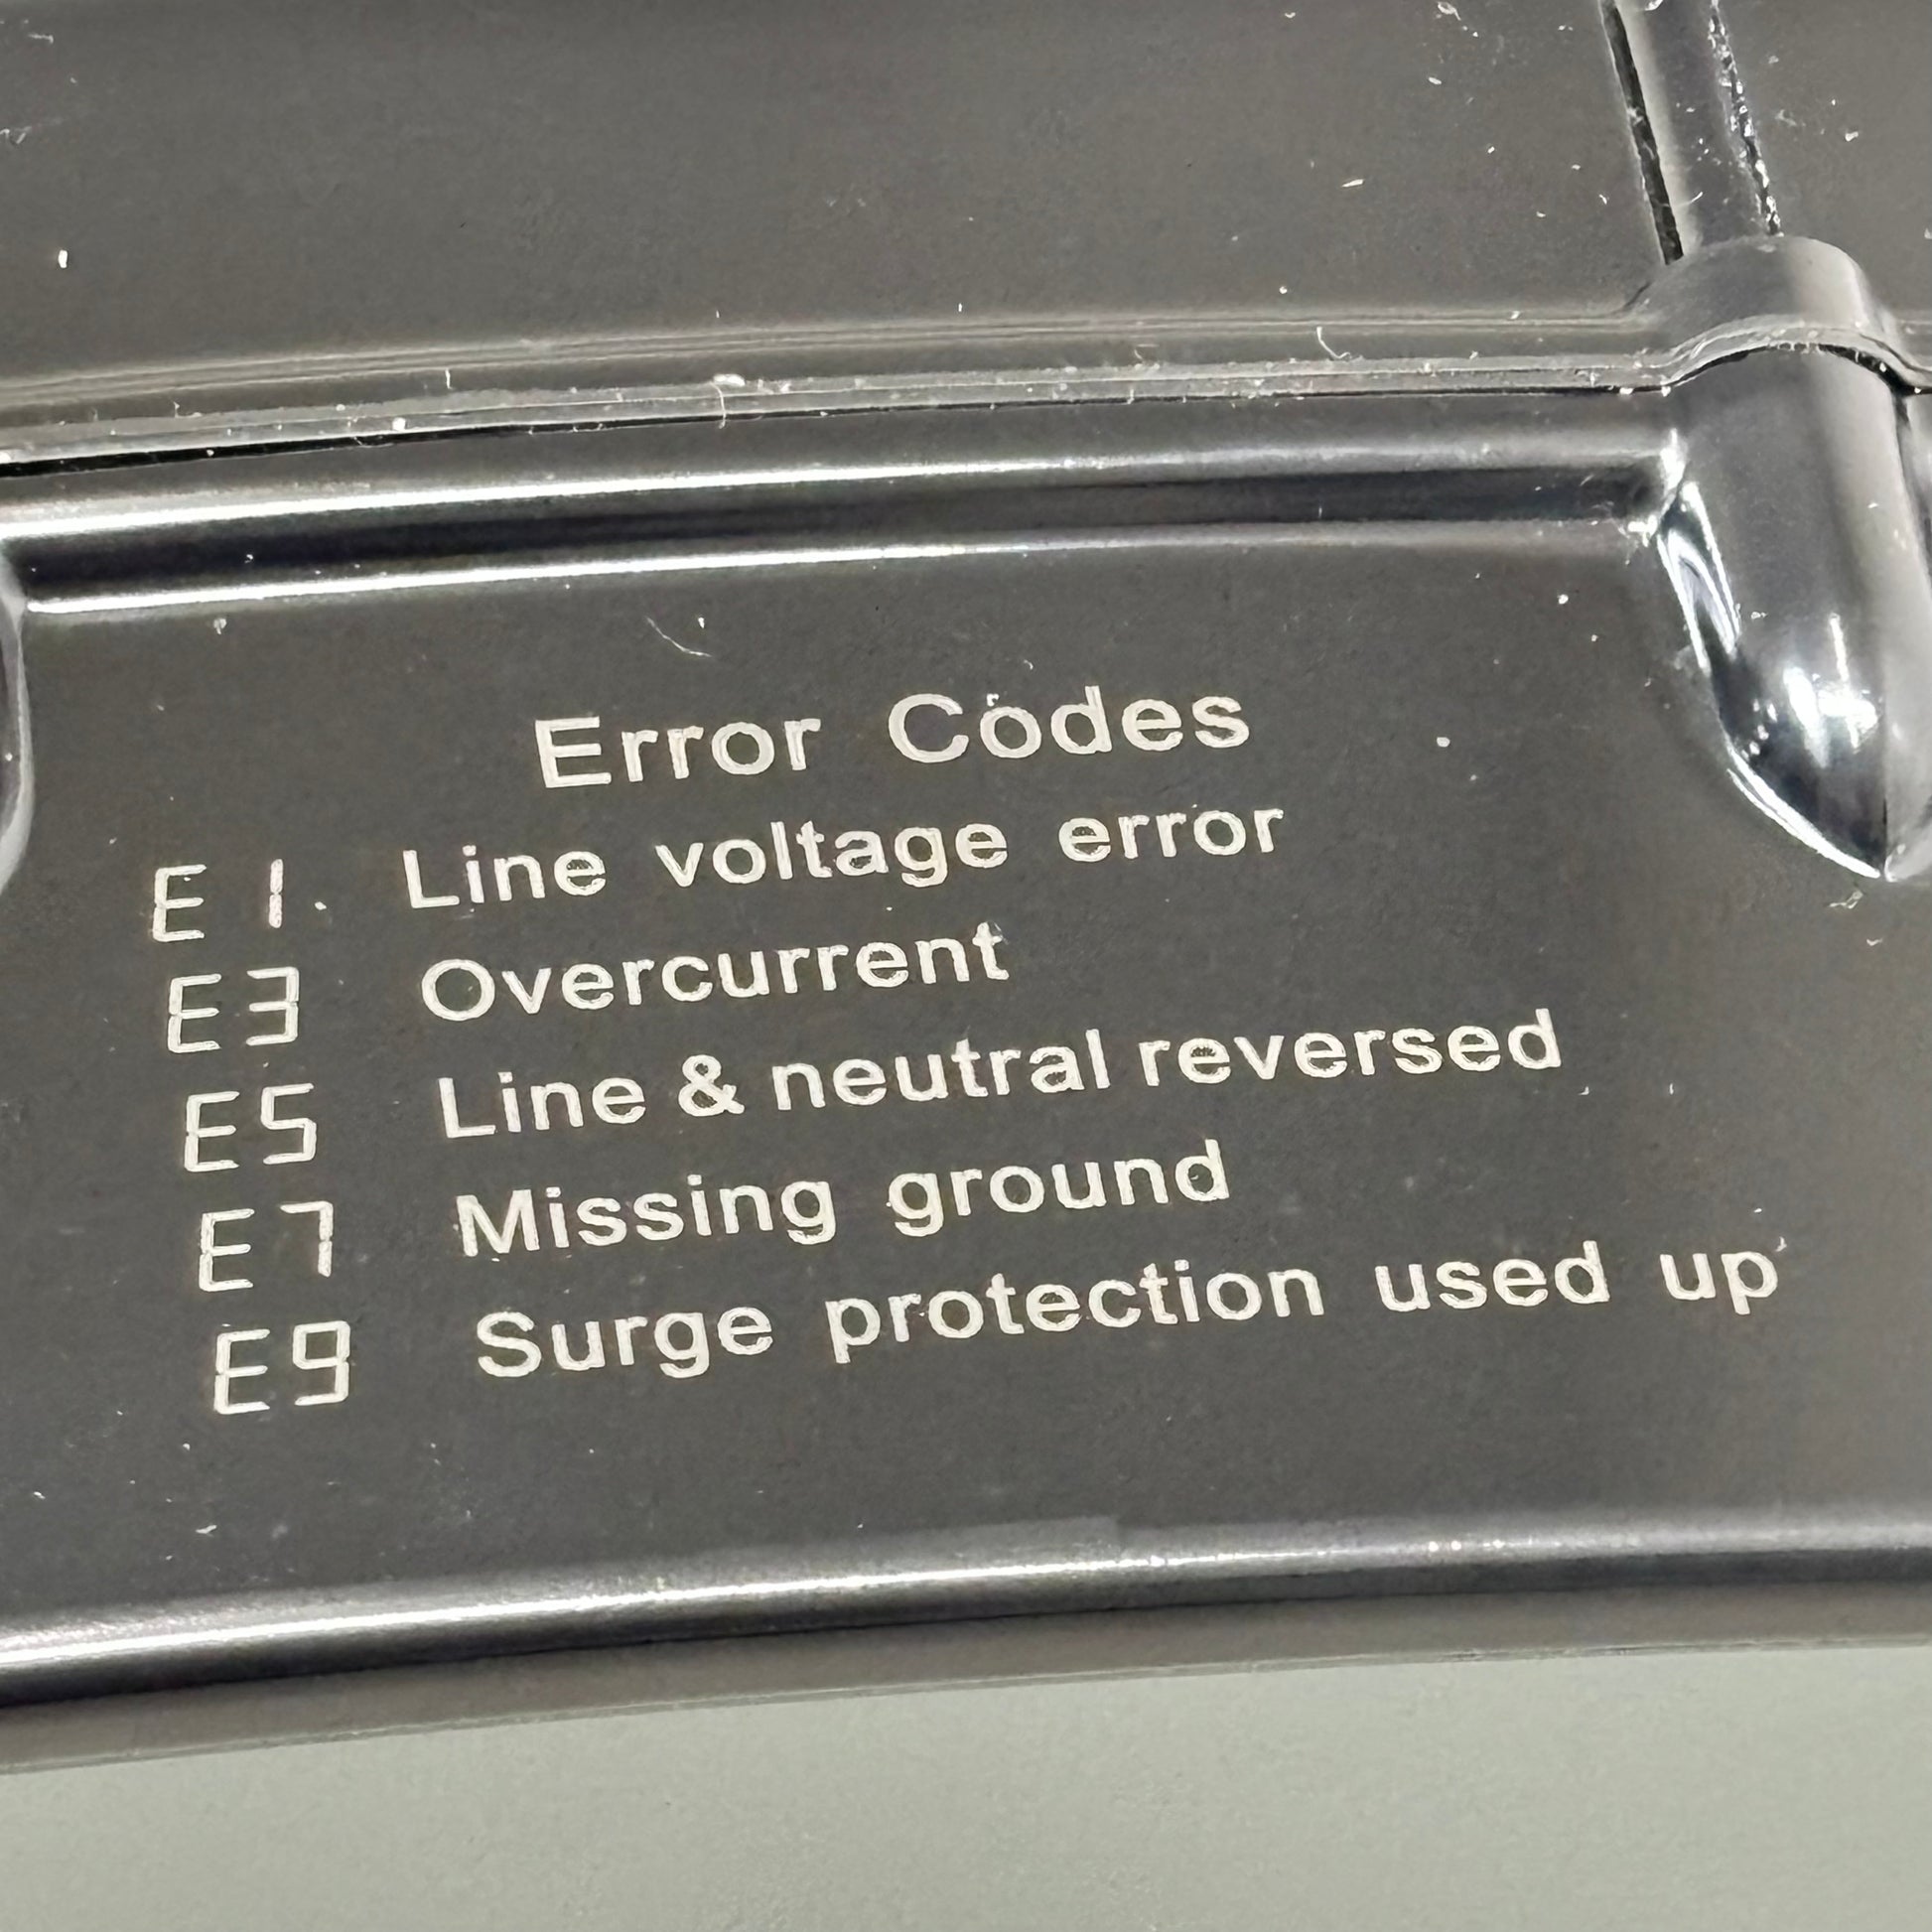 Error Codes
E1 Line voltage error
E3 Overcurrent
E5 Line & neutral reversed
E7 Missing ground
E9 Surge protection used up